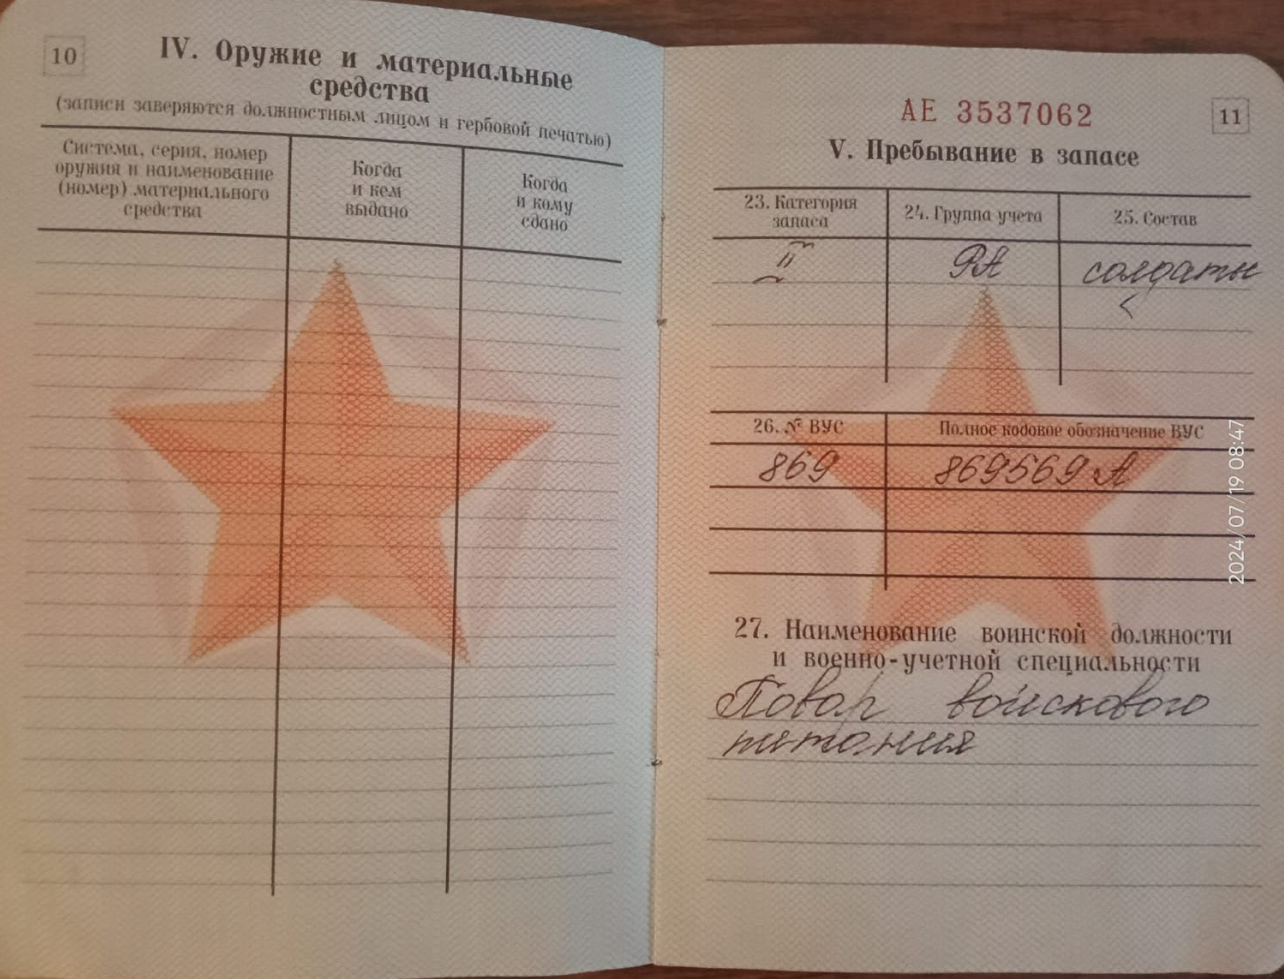 10
IV. Оружие и материальные
средства
(записи заверяются должностным лицом и гербовой печатью)
Система, серия, номер
оружия и наименование
(номер) материального
средства
Когда
и кем
выдано
Когда
и кому
сдано
АЕ 3537062
11
V. Пребывание в запасе
23. Категория
запаса
24. Группа учета
25. Состав
II
РА
солдаты
26. № ВУС
Полное кодовое обозначение ВУС
869
869569 А
27. Наименование воинской должности
и военно-учетной специальности
Повар войскового
питания
2024/07/19 08:47